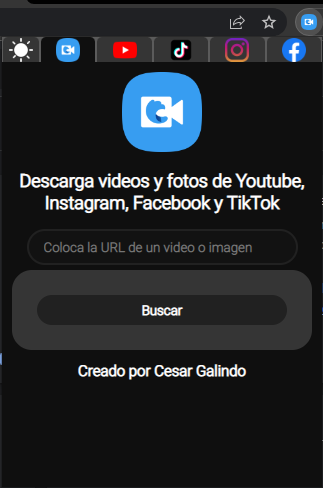 Descarga videos y fotos de Youtube,
Instagram, Facebook y TikTok
Coloca la URL de un video o imagen
Buscar
Creado por Cesar Galindo